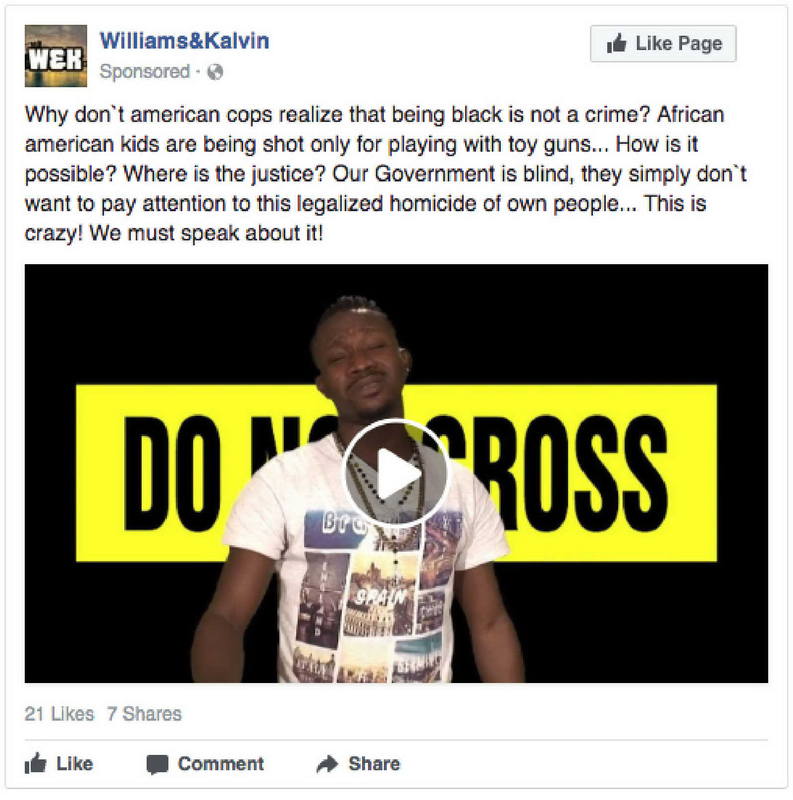 WEK
Williams&Kalvin
Like Page
Sponsored ·
Why don`t american cops realize that being black is not a crime? African
american kids are being shot only for playing with toy guns... How is it
possible? Where is the justice? Our Government is blind, they simply don`t
want to pay attention to this legalized homicide of own people... This is
crazy! We must speak about it!
DO CROSS
SPAIN
21 Likes 7 Shares
Like Comment Share